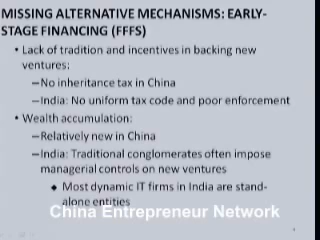 MISSING ALTERNATIVE MECHANISMS: EARLY-
STAGE FINANCING (FFFS)
• Lack of tradition and incentives in backing new
ventures:
–No inheritance tax in China
–India: No uniform tax code and poor enforcement
• Wealth accumulation:
–Relatively new in China
–India: Traditional conglomerates often impose
managerial controls on new ventures
◆ Most dynamic IT firms in India are stand-
alone entities
China Entrepreneur Network